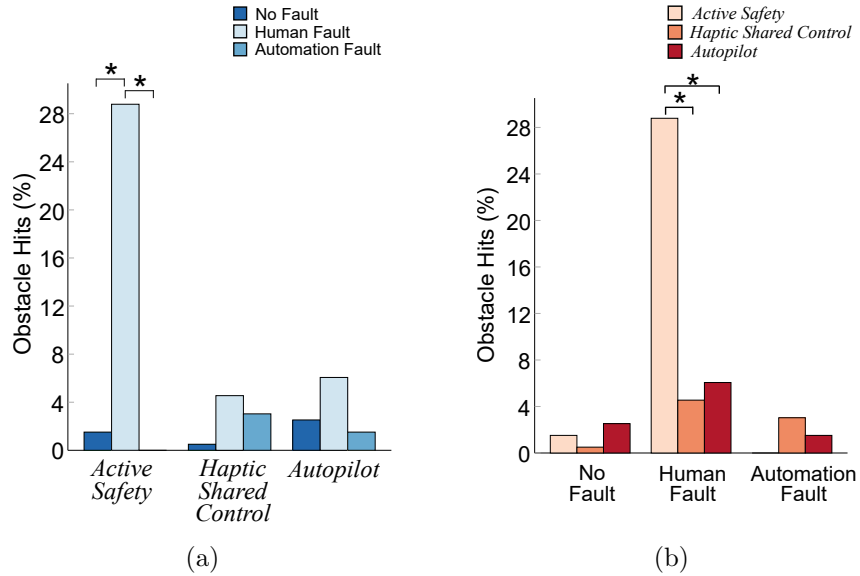 No Fault
Human Fault
Automation Fault
* *
Obstacle Hits (%)
28
24
20
16
12
8
4
0
Active
Safety
Haptic
Shared
Control
Autopilot
(a)
Active Safety
Haptic Shared Control
Autopilot
*
*
Obstacle Hits (%)
28
24
20
16
12
8
4
0
No
Fault
Human
Fault
Automation
Fault
(b)